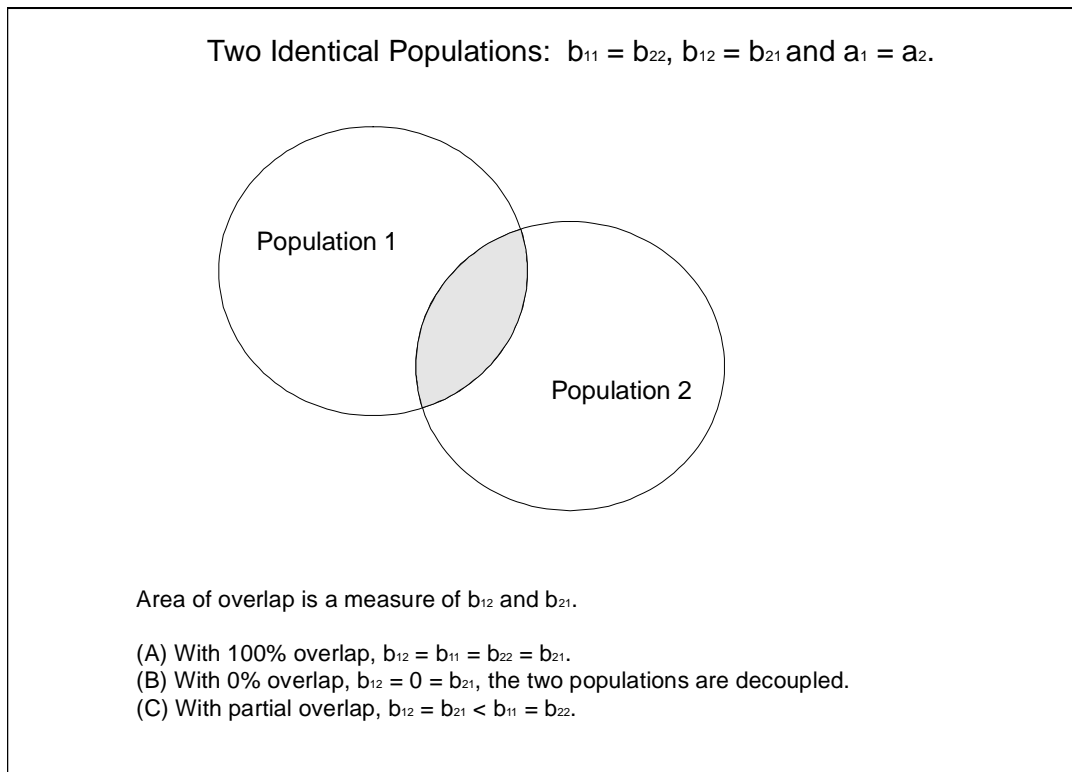 Two Identical Populations: b₁₁ = b₂₂, b₁₂ = b₂₁ and a₁ = a₂.
Population 1
Population 2
Area of overlap is a measure of b₁₂ and b₂₁.
(A) With 100% overlap, b₁₂ = b₁₁ = b₂₂ = b₂₁.
(B) With 0% overlap, b₁₂ = 0 = b₂₁, the two populations are decoupled.
(C) With partial overlap, b₁₂ = b₂₁ < b₁₁ = b₂₂.